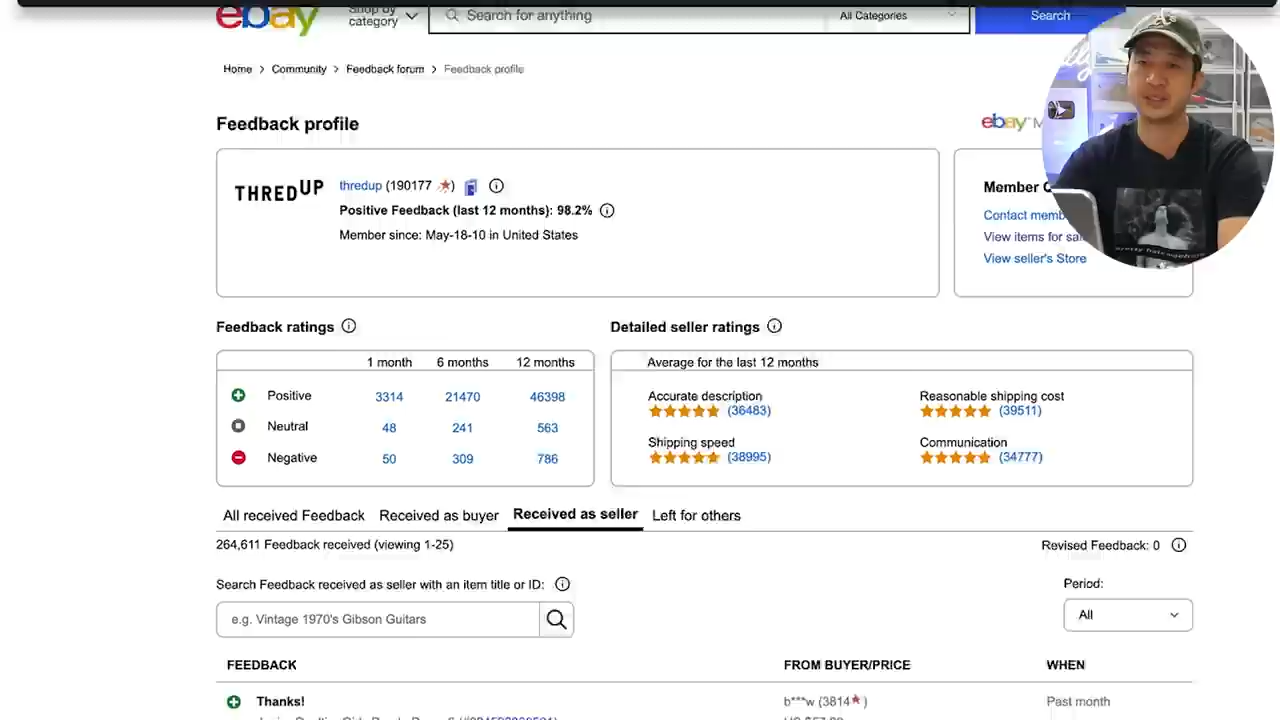 ebay
Shop by
category
Search for anything
All Categories
Search
Home > Community > Feedback forum > Feedback profile
Feedback profile
ebay
THREDUP
thredup (190177)
Positive Feedback (last 12 months): 98.2%
Member since: May-18-10 in United States
Member
Contact
View items for
View seller's Store
Feedback ratings
1 month 6 months 12 months
Positive 3314 21470 46398
Neutral 48 241 563
Negative 50 309 786
Detailed seller ratings
Average for the last 12 months
Accurate description
(36483)
Reasonable shipping cost
(39511)
Shipping speed
(38995)
Communication
(34777)
All received Feedback Received as buyer Received as seller Left for others
264,611 Feedback received (viewing 1-25)
Revised Feedback: 0
Search Feedback received as seller with an item title or ID:
Period:
e.g. Vintage 1970's Gibson Guitars
All
FEEDBACK FROM BUYER/PRICE WHEN
Thanks! b***w (3814) Past month